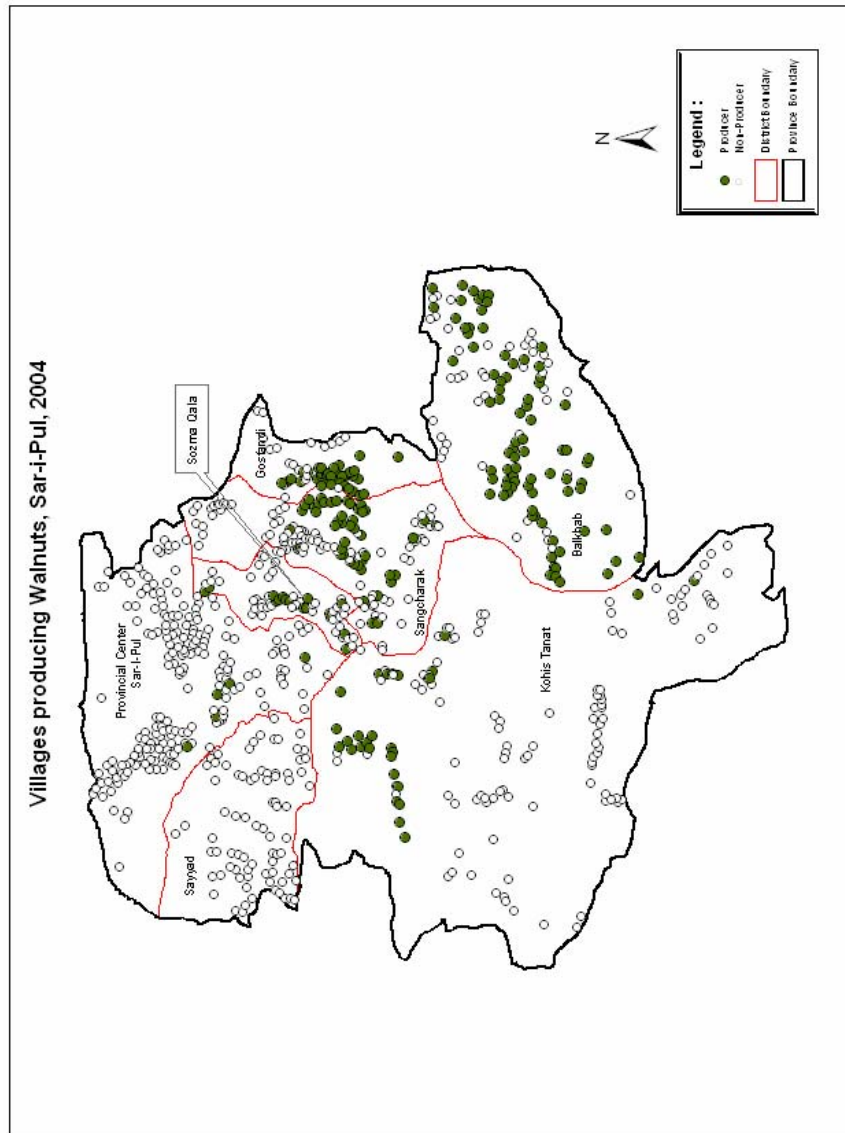 Villages producing Walnuts, Sar-i-Pul, 2004
Sozma Qala
Gosfandi
Provincial Center
Sar-I-Pul
Sayyad
Sangcharak
Balkhab
Kohis Tanat
N
Legend :
Producer
Non-Producer
District Boundary
Province Boundary